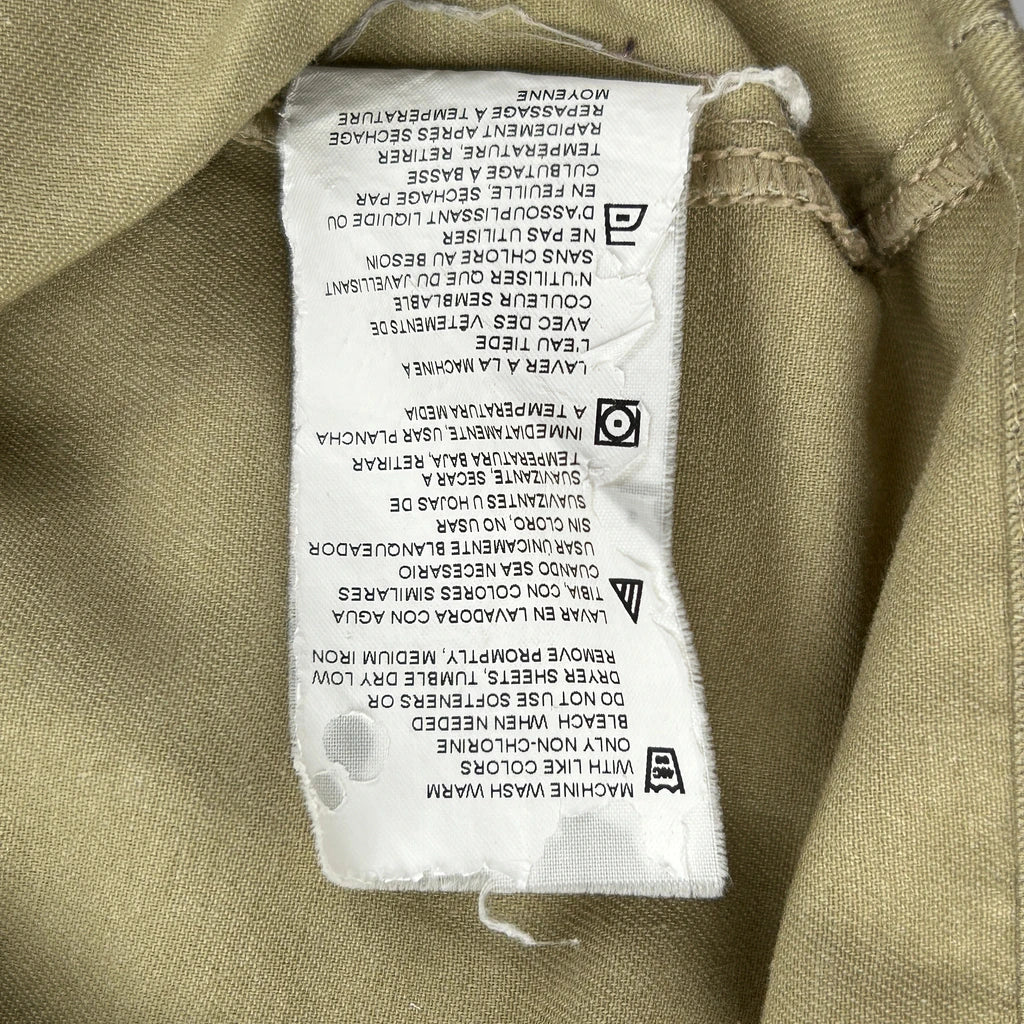 MACHINE WASH WARM
WITH LIKE COLORS
ONLY NON-CHLORINE
BLEACH WHEN NEEDED
DO NOT USE SOFTENERS OR
DRYER SHEETS, TUMBLE DRY LOW
REMOVE PROMPTLY, MEDIUM IRON
LAVAR EN LAVADORA CON AGUA
TIBIA, CON COLORES SIMILARES
CUANDO SEA NECESARIO
USAR ÚNICAMENTE BLANQUEADOR
SIN CLORO, NO USAR
SUAVIZANTES U HOJAS DE
SUAVIZANTE, SECAR A
TEMPERATURA BAJA, RETIRAR
INMEDIATAMENTE, USAR PLANCHA
A TEMPERATURA MEDIA
LAVER A LA MACHINE À
L'EAU TIÈDE
AVEC DES VÊTEMENTS DE
COULEUR SEMBLABLE
N'UTILISER QUE DU JAVELLISANT
SANS CHLORE AU BESOIN
NE PAS UTILISER
D'ASSOUPLISSANT LIQUIDE OU
EN FEUILLE, SÉCHAGE PAR
CULBUTAGE À BASSE
TEMPÉRATURE, RETIRER
RAPIDEMENT APRÈS SÉCHAGE
REPASSAGE À TEMPÉRATURE
MOYENNE